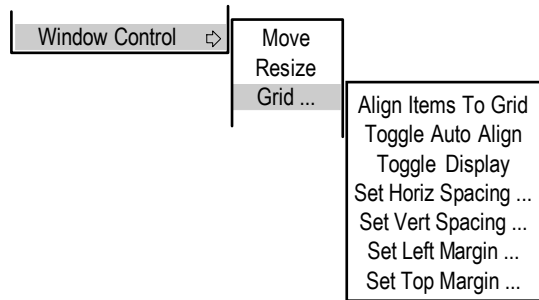 Window Control
Move
Resize
Grid ...
Align Items To Grid
Toggle Auto Align
Toggle Display
Set Horiz Spacing ...
Set Vert Spacing ...
Set Left Margin ...
Set Top Margin ...